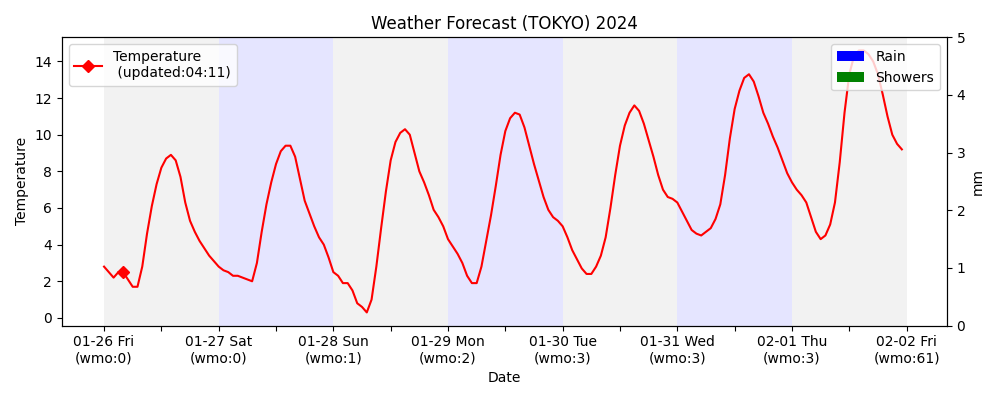 Weather Forecast (TOKYO) 2024
Temperature
(updated:04:11)
Rain
Showers
14
12
10
8
6
4
2
0
Temperature
5
4
3
2
1
0
mm
01-26 Fri
(wmo:0)
01-27 Sat
(wmo:0)
01-28 Sun
(wmo:1)
01-29 Mon
(wmo:2)
01-30 Tue
(wmo:3)
01-31 Wed
(wmo:3)
02-01 Thu
(wmo:3)
02-02 Fri
(wmo:61)
Date